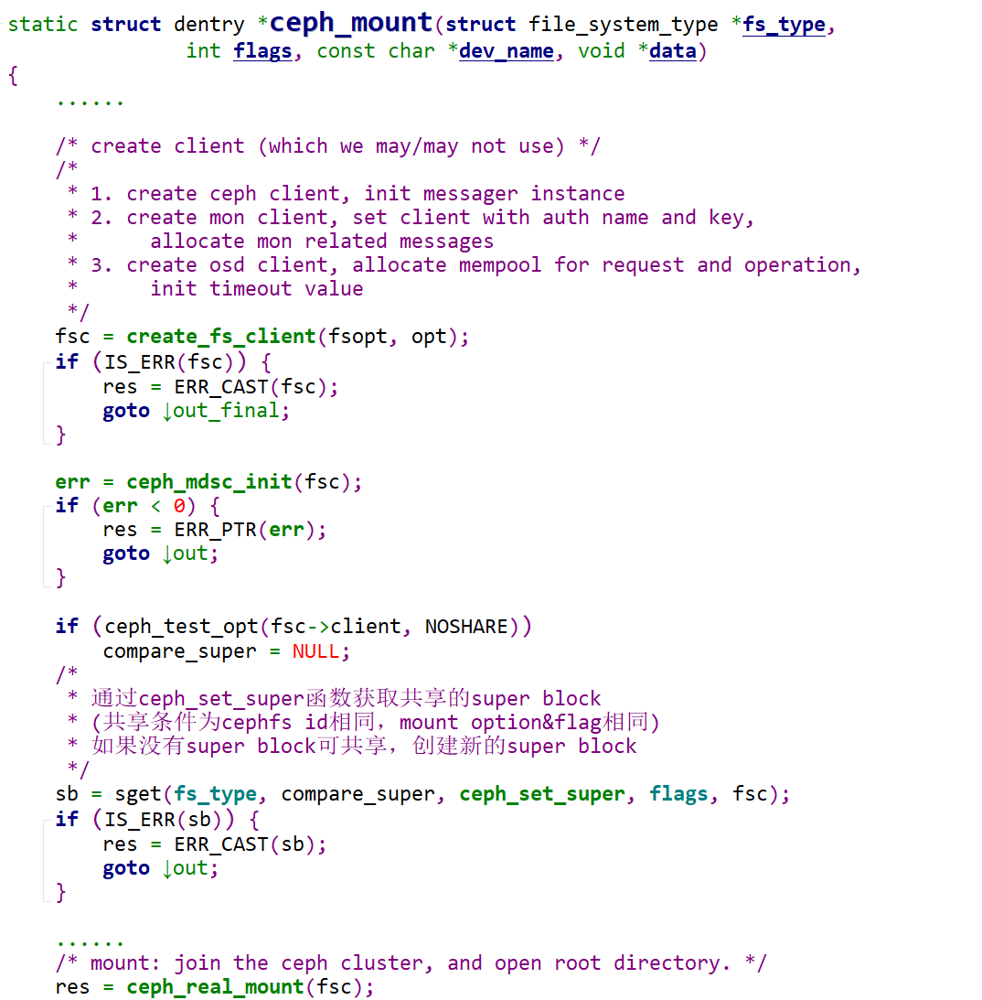 static struct dentry *ceph_mount(struct file_system_type *fs_type,
int flags, const char *dev_name, void *data)
{
......
/* create client (which we may/may not use) */
/*
* 1. create ceph client, init messager instance
* 2. create mon client, set client with auth name and key,
* allocate mon related messages
* 3. create osd client, allocate mempool for request and operation,
* init timeout value
*/
fsc = create_fs_client(fsopt, opt);
if (IS_ERR(fsc)) {
res = ERR_CAST(fsc);
goto ↓out_final;
}
err = ceph_mdsc_init(fsc);
if (err < 0) {
res = ERR_PTR(err);
goto ↓out;
}
if (ceph_test_opt(fsc->client, NOSHARE))
compare_super = NULL;
/*
* 通过ceph_set_super函数获取共享的super block
* (共享条件为cephfs id相同，mount option&flag相同)
* 如果没有super block可共享，创建新的super block
*/
sb = sget(fs_type, compare_super, ceph_set_super, flags, fsc);
if (IS_ERR(sb)) {
res = ERR_CAST(sb);
goto ↓out;
}
......
/* mount: join the ceph cluster, and open root directory. */
res = ceph_real_mount(fsc);